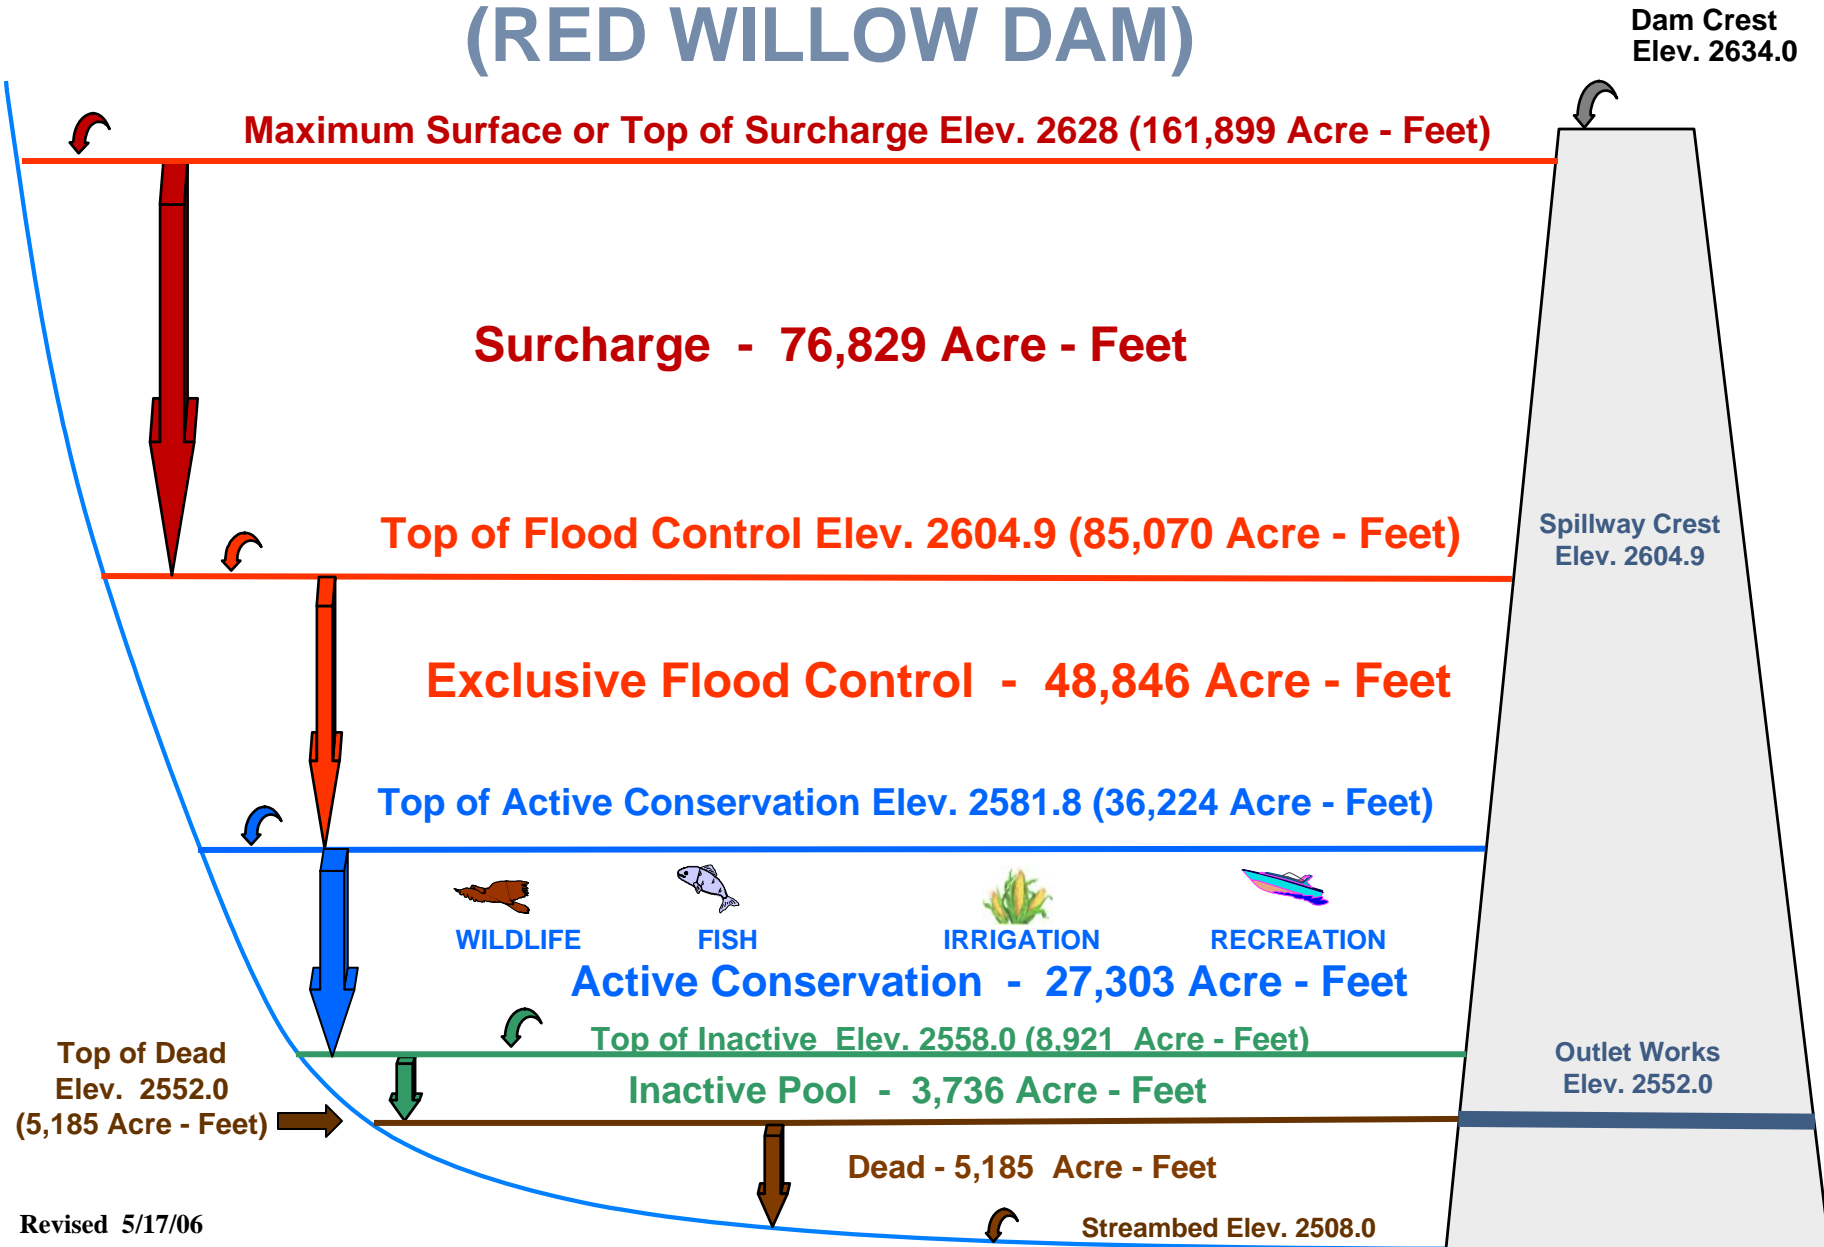 (RED WILLOW DAM)
Dam Crest
Elev. 2634.0
Maximum Surface or Top of Surcharge Elev. 2628 (161,899 Acre - Feet)
Surcharge - 76,829 Acre - Feet
Top of Flood Control Elev. 2604.9 (85,070 Acre - Feet)
Spillway Crest
Elev. 2604.9
Exclusive Flood Control - 48,846 Acre - Feet
Top of Active Conservation Elev. 2581.8 (36,224 Acre - Feet)
WILDLIFE FISH IRRIGATION RECREATION
Active Conservation - 27,303 Acre - Feet
Top of Inactive Elev. 2558.0 (8,921 Acre - Feet)
Top of Dead
Elev. 2552.0
(5,185 Acre - Feet)
Outlet Works
Elev. 2552.0
Inactive Pool - 3,736 Acre - Feet
Dead - 5,185 Acre - Feet
Revised 5/17/06
Streambed Elev. 2508.0